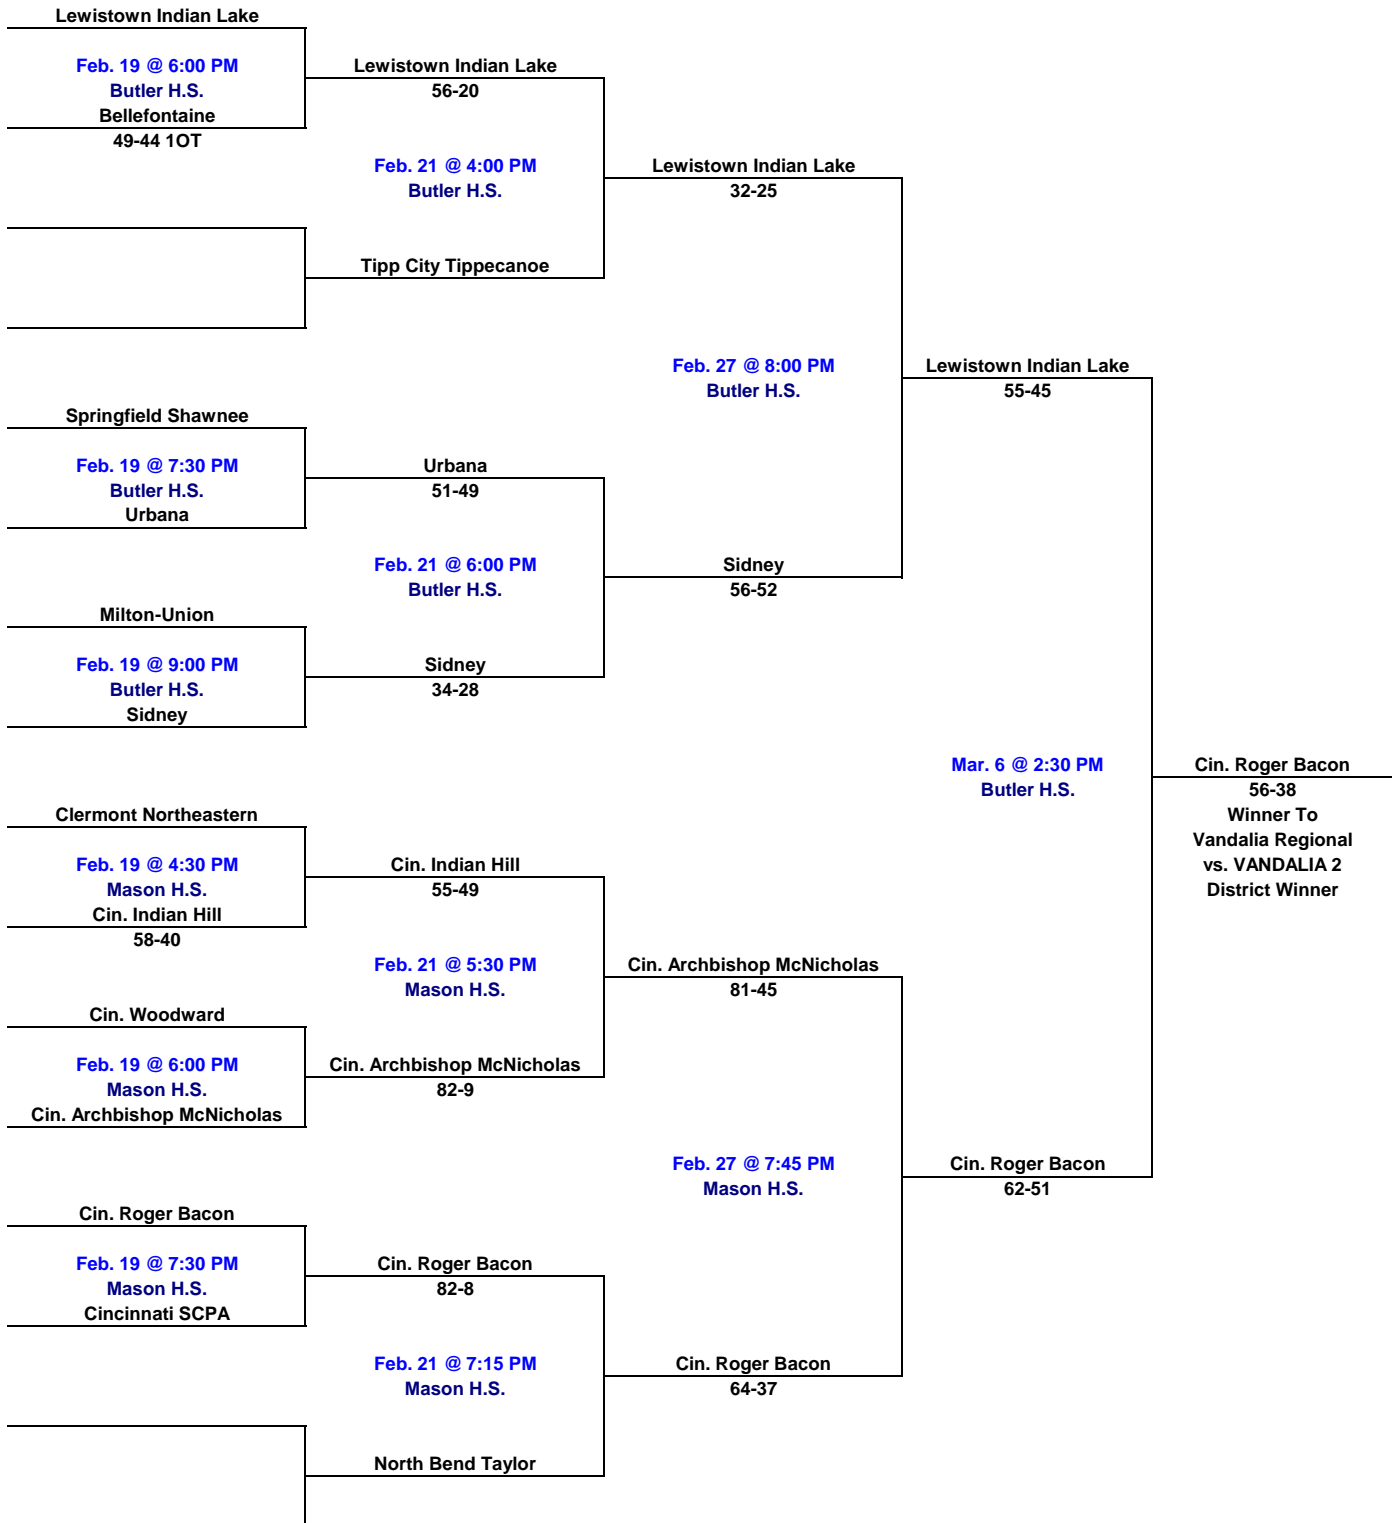 Lewistown Indian Lake
Feb. 19 @ 6:00 PM
Butler H.S.
Bellefontaine
49-44 1OT
Lewistown Indian Lake
56-20
Feb. 21 @ 4:00 PM
Butler H.S.
Tipp City Tippecanoe
Lewistown Indian Lake
32-25
Springfield Shawnee
Feb. 19 @ 7:30 PM
Butler H.S.
Urbana
Urbana
51-49
Feb. 21 @ 6:00 PM
Butler H.S.
Milton-Union
Feb. 19 @ 9:00 PM
Butler H.S.
Sidney
Sidney
34-28
Sidney
56-52
Feb. 27 @ 8:00 PM
Butler H.S.
Lewistown Indian Lake
55-45
Clermont Northeastern
Feb. 19 @ 4:30 PM
Mason H.S.
Cin. Indian Hill
58-40
Cin. Indian Hill
55-49
Feb. 21 @ 5:30 PM
Mason H.S.
Cin. Woodward
Feb. 19 @ 6:00 PM
Mason H.S.
Cin. Archbishop McNicholas
Cin. Archbishop McNicholas
82-9
Cin. Archbishop McNicholas
81-45
Feb. 27 @ 7:45 PM
Mason H.S.
Cin. Roger Bacon
Feb. 19 @ 7:30 PM
Mason H.S.
Cincinnati SCPA
Cin. Roger Bacon
82-8
Feb. 21 @ 7:15 PM
Mason H.S.
North Bend Taylor
Cin. Roger Bacon
64-37
Cin. Roger Bacon
62-51
Mar. 6 @ 2:30 PM
Butler H.S.
Cin. Roger Bacon
56-38
Winner To
Vandalia Regional
vs. VANDALIA 2
District Winner